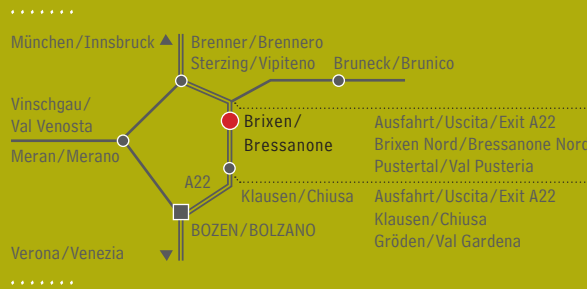 München/Innsbruck
Brenner/Brennero
Sterzing/Vipiteno
Bruneck/Brunico
Vinschgau/
Val Venosta
Meran/Merano
Brixen/
Bressanone
Ausfahrt/Uscita/Exit A22
Brixen Nord/Bressanone Nord
Pustertal/Val Pusteria
A22
Klausen/Chiusa
Ausfahrt/Uscita/Exit A22
Klausen/Chiusa
Gröden/Val Gardena
BOZEN/BOLZANO
Verona/Venezia